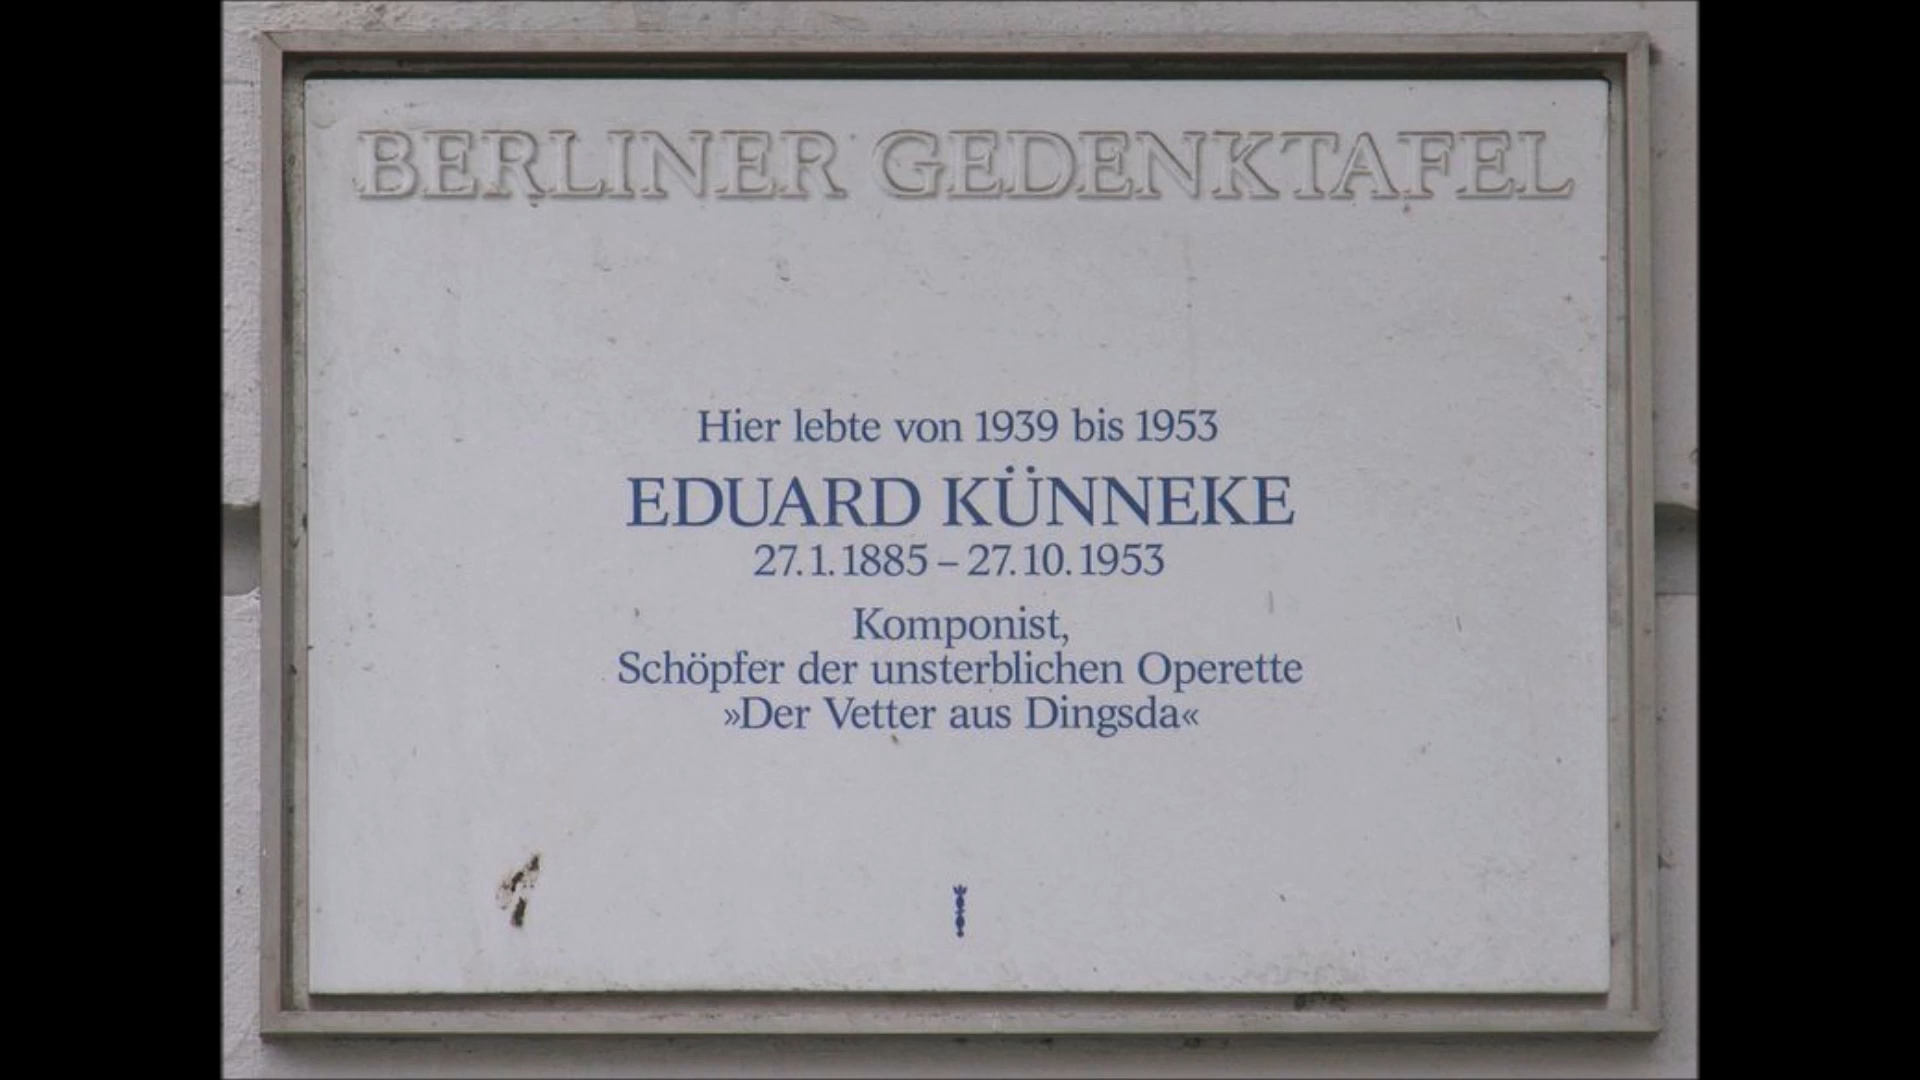 BERLINER GEDENKTAFEL
Hier lebte von 1939 bis 1953
EDUARD KÜNNEKE
27.1.1885 – 27.10.1953
Komponist,
Schöpfer der unsterblichen Operette
»Der Vetter aus Dingsda«